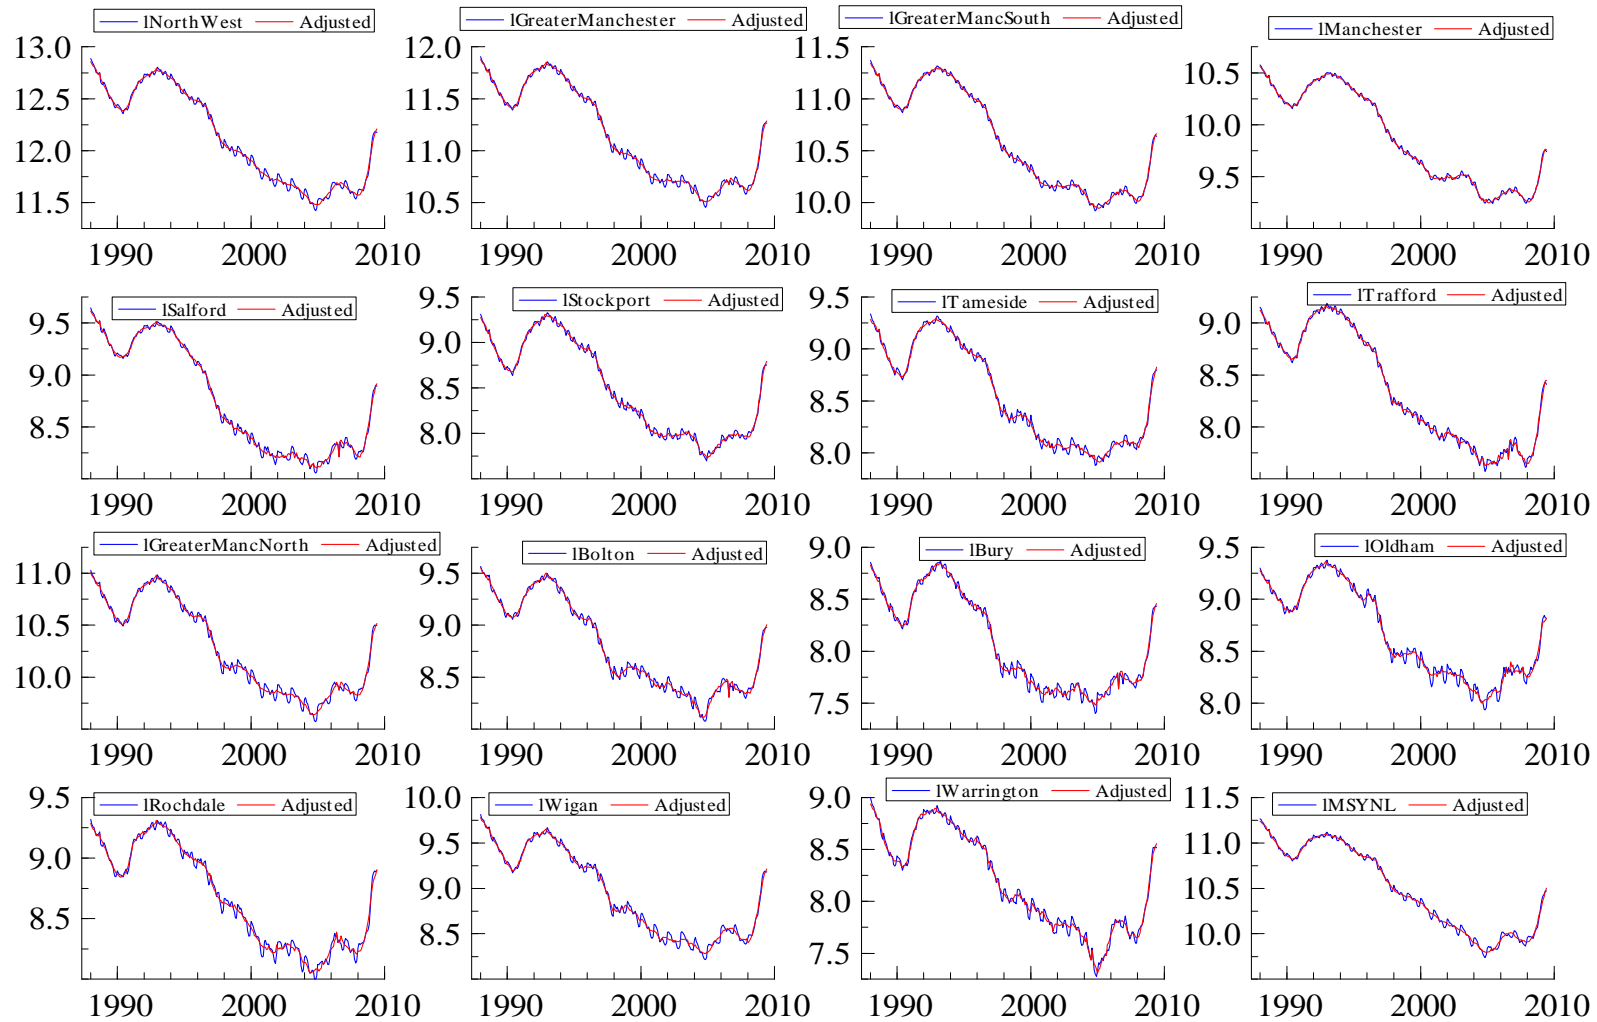 lNorthWest Adjusted
13.0
12.5
12.0
11.5
1990 2000 2010
lGreaterManchester Adjusted
12.0
11.5
11.0
10.5
1990 2000 2010
lGreaterMancSouth Adjusted
11.5
11.0
10.5
10.0
1990 2000 2010
lManchester Adjusted
10.5
10.0
9.5
1990 2000 2010
lSalford Adjusted
9.5
9.0
8.5
1990 2000 2010
lStockport Adjusted
9.5
9.0
8.5
8.0
1990 2000 2010
lTameside Adjusted
9.5
9.0
8.5
8.0
1990 2000 2010
lTrafford Adjusted
9.0
8.5
8.0
1990 2000 2010
lGreaterMancNorth Adjusted
11.0
10.5
10.0
1990 2000 2010
lBolton Adjusted
9.5
9.0
8.5
1990 2000 2010
lBury Adjusted
9.0
8.5
8.0
7.5
1990 2000 2010
lOldham Adjusted
9.5
9.0
8.5
8.0
1990 2000 2010
lRochdale Adjusted
9.5
9.0
8.5
1990 2000 2010
lWigan Adjusted
10.0
9.5
9.0
8.5
1990 2000 2010
lWarrington Adjusted
9.0
8.5
8.0
7.5
1990 2000 2010
lMSYNL Adjusted
11.5
11.0
10.5
10.0
1990 2000 2010